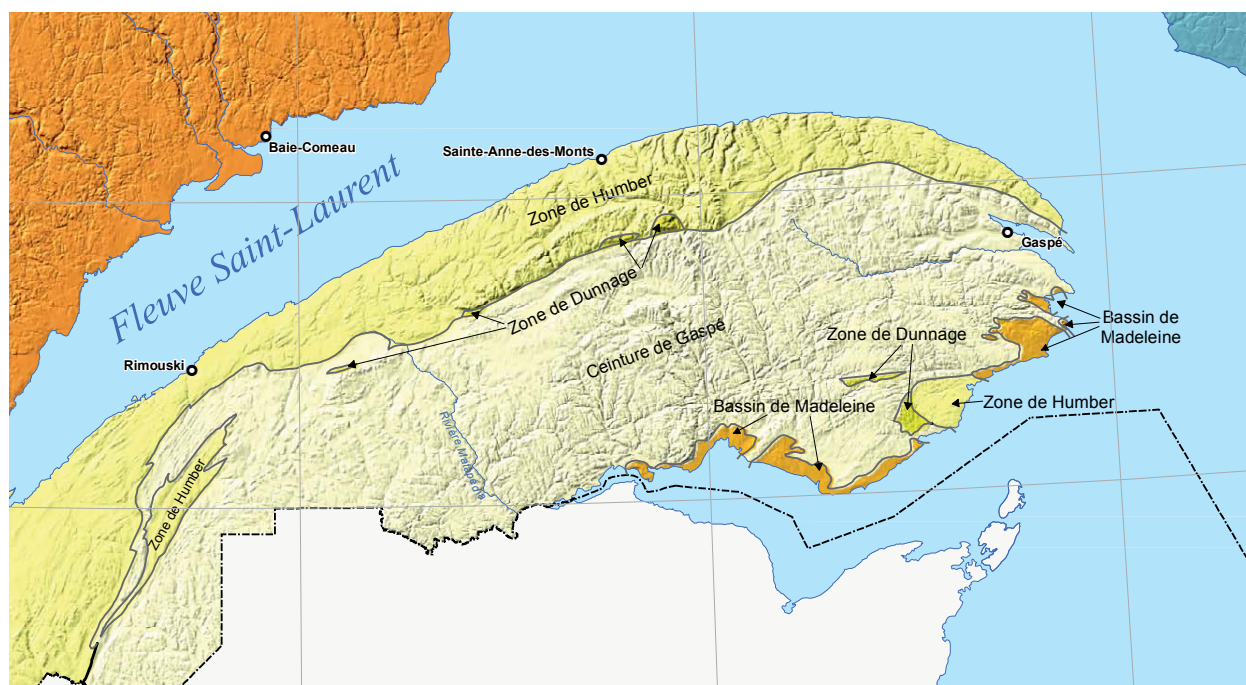 Baie-Comeau
Sainte-Anne-des-Monts
Fleuve Saint-Laurent
Zone de Humber
Gaspé
Zone de Dunnage
Bassin de
Madeleine
Zone de Dunnage
Ceinture de Gaspé
Rimouski
Bassin de Madeleine
Zone de Humber
Rivière Matapédia
Zone de Humber